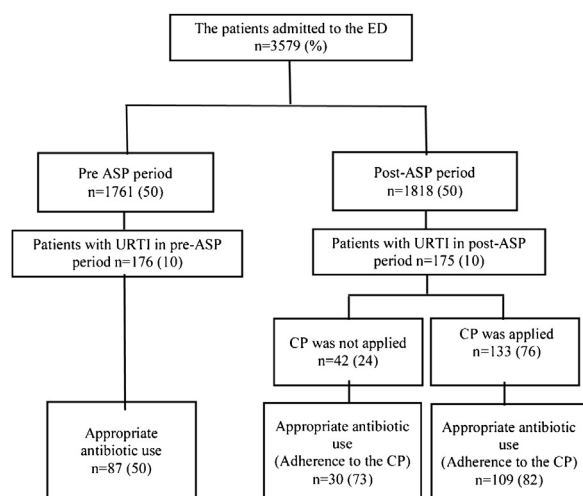 The patients admitted to the ED
n=3579 (%)
Pre ASP period
n=1761 (50)
Post-ASP period
n=1818 (50)
Patients with URTI in pre-ASP
period n=176 (10)
Patients with URTI in post-ASP
period n=175 (10)
CP was not applied
n=42 (24)
CP was applied
n=133 (76)
Appropriate
antibiotic use
n=87 (50)
Appropriate antibiotic
use
(Adherence to the CP)
n=30 (73)
Appropriate antibiotic
use
(Adherence to the CP)
n=109 (82)